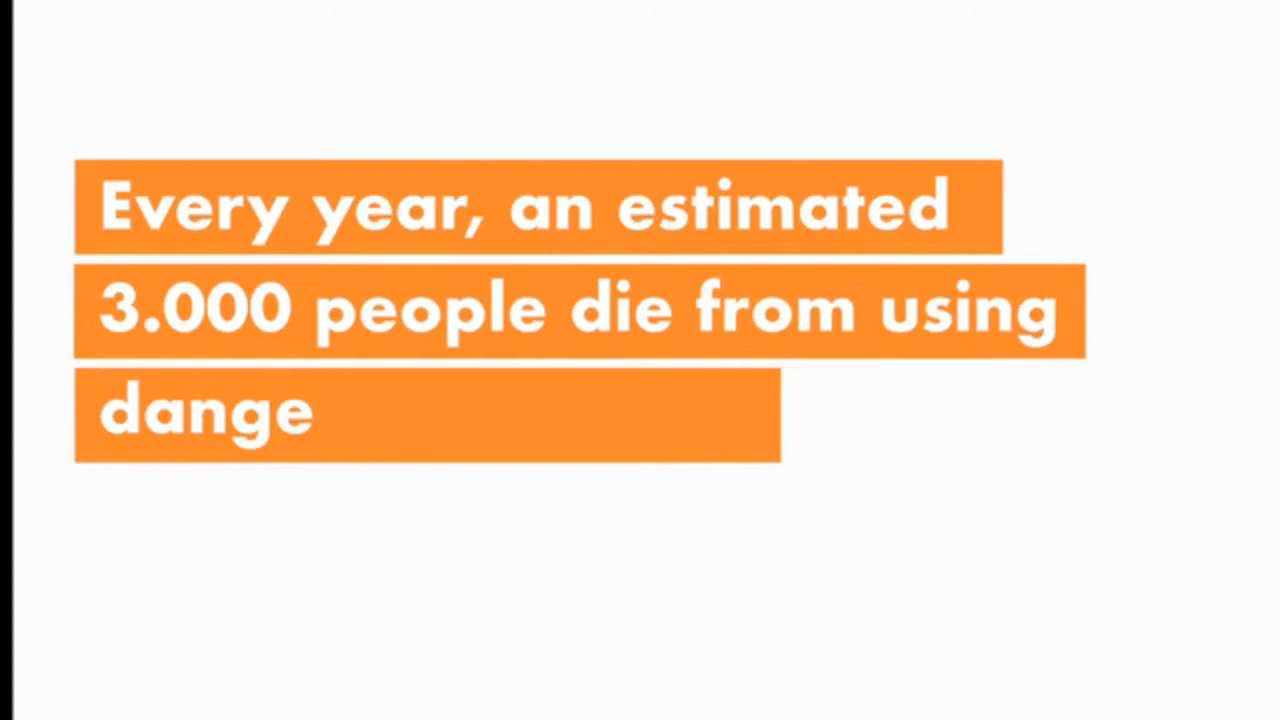 Every year, an estimated
3.000 people die from using
dange